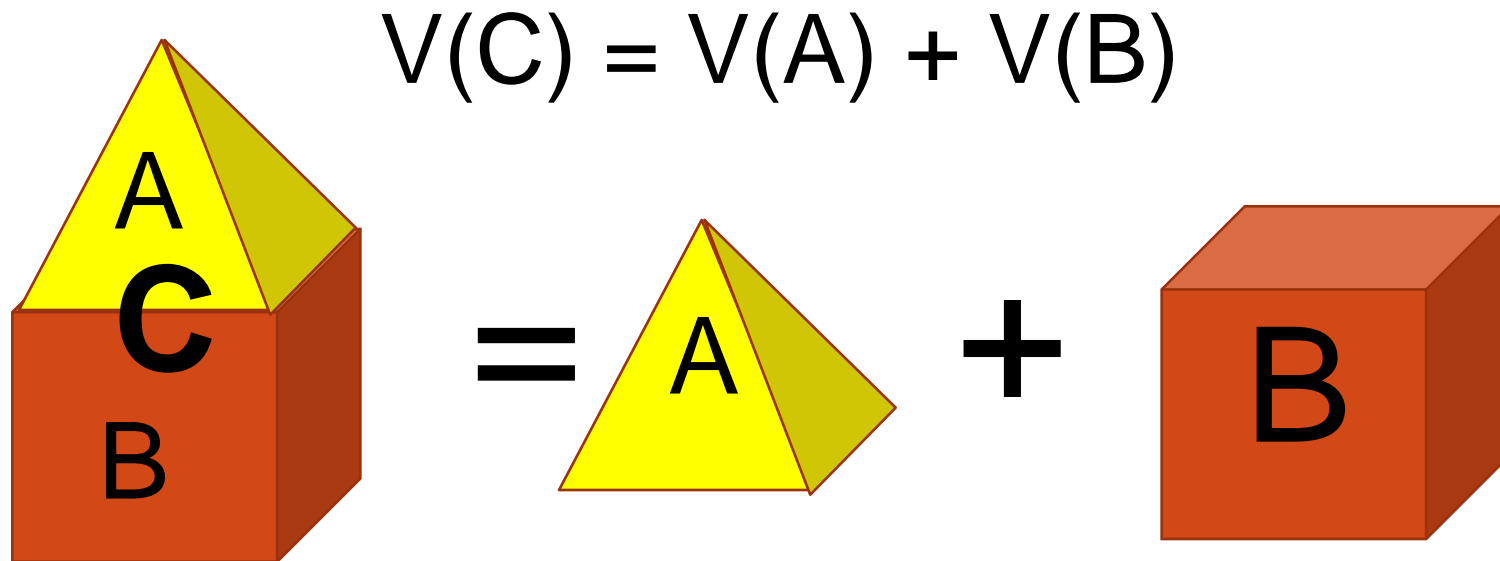 V(C) = V(A) + V(B)
A
C
B
= A + B